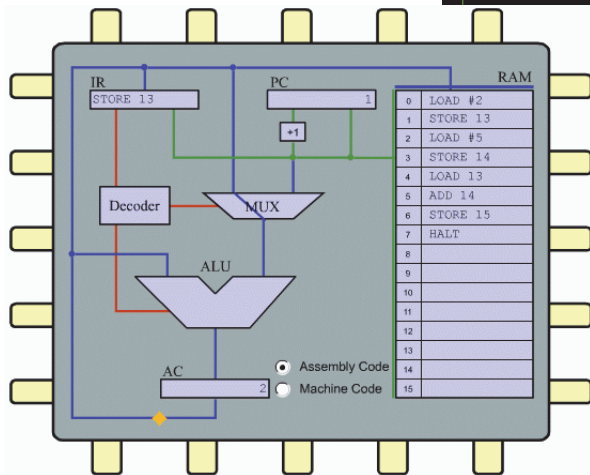 IR
PC
RAM
STORE 13
1
+1
0 LOAD #2
1 STORE 13
2 LOAD #5
3 STORE 14
4 LOAD 13
5 ADD 14
6 STORE 15
7 HALT
8
9
10
11
12
13
14
15
Decoder
MUX
ALU
AC
2
Assembly Code
Machine Code